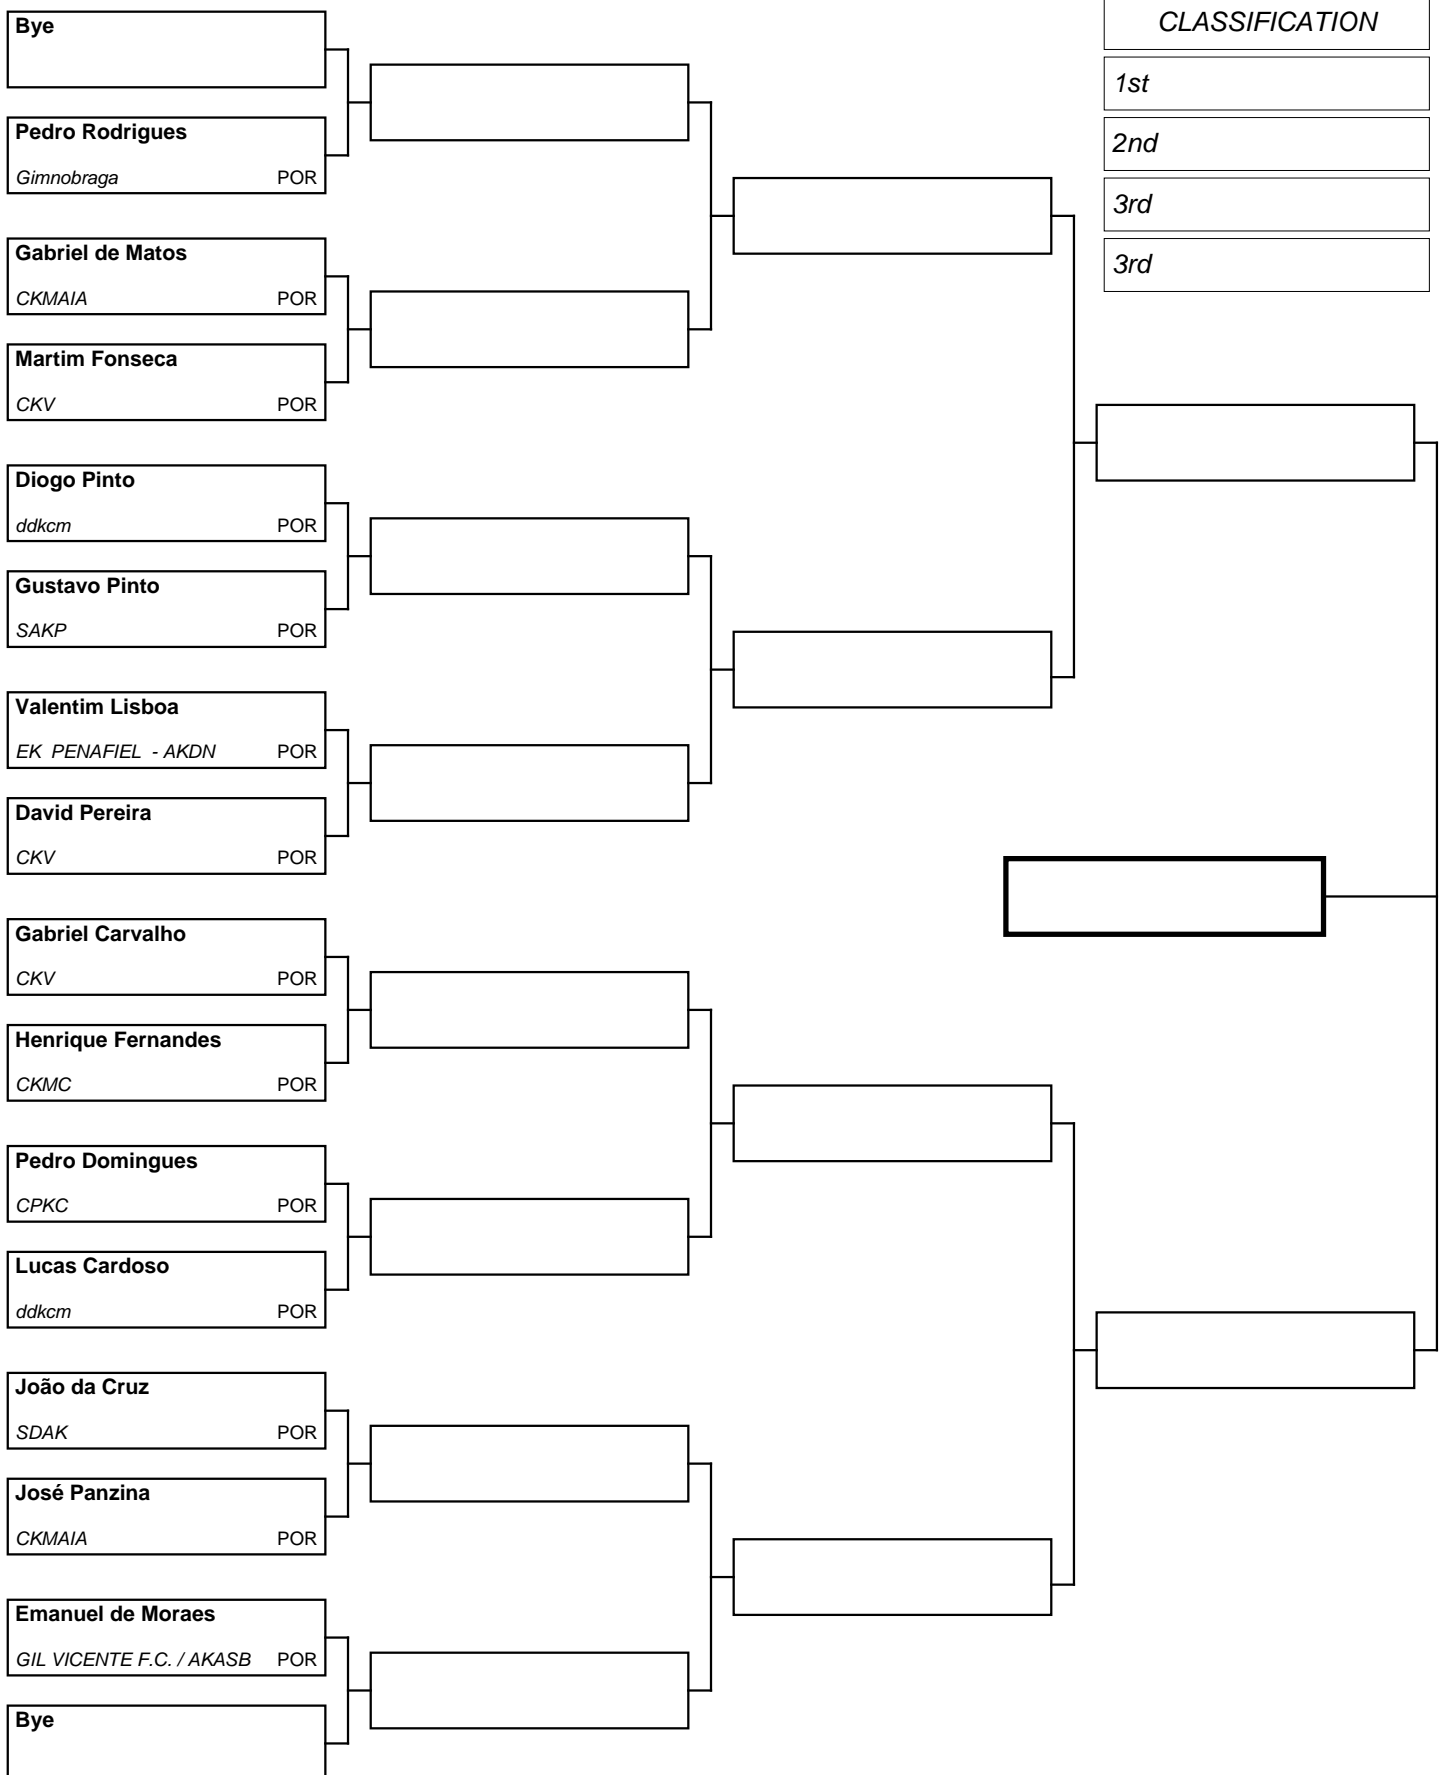 Bye
Pedro Rodrigues
Gimnobraga POR
Gabriel de Matos
CKMAIA POR
Martim Fonseca
CKV POR
Diogo Pinto
ddkcm POR
Gustavo Pinto
SAKP POR
Valentim Lisboa
EK PENAFIEL - AKDN POR
David Pereira
CKV POR
Gabriel Carvalho
CKV POR
Henrique Fernandes
CKMC POR
Pedro Domingues
CPKC POR
Lucas Cardoso
ddkcm POR
João da Cruz
SDAK POR
José Panzina
CKMAIA POR
Emanuel de Moraes
GIL VICENTE F.C. / AKASB POR
Bye
CLASSIFICATION
1st
2nd
3rd
3rd